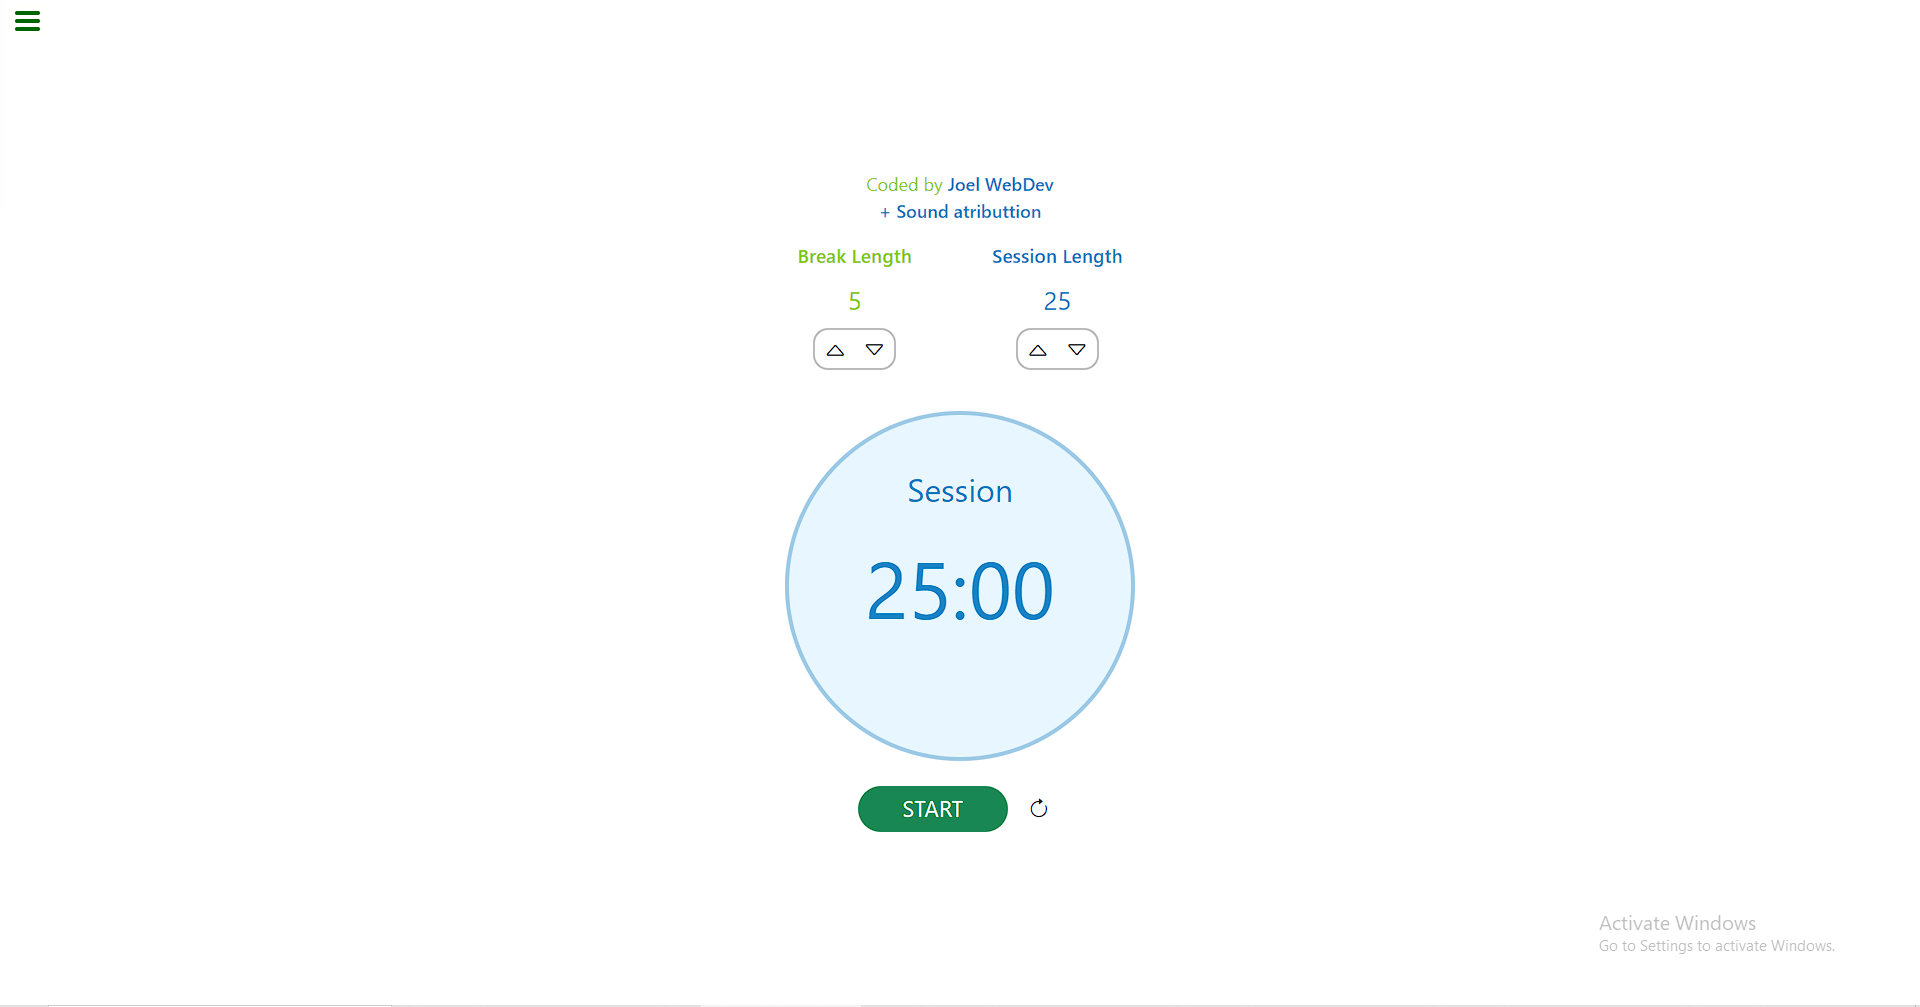 Coded by Joel WebDev
+ Sound atributtion
Break Length
5
Session Length
25
Session
25:00
START
Activate Windows
Go to Settings to activate Windows.